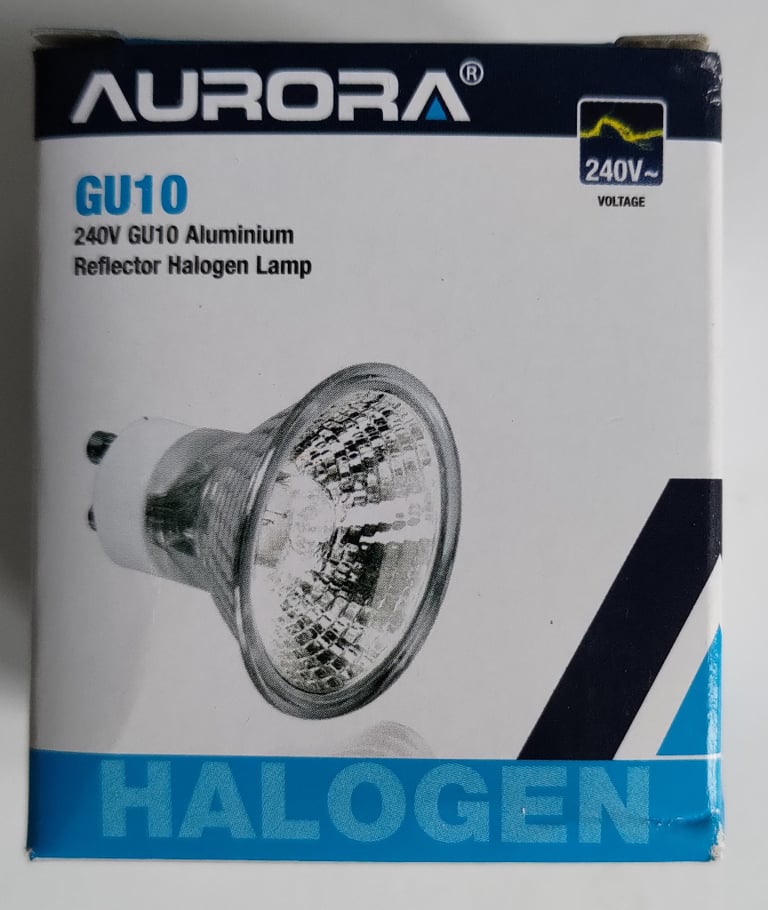 AURORA®
240V~
VOLTAGE
GU10
240V GU10 Aluminium
Reflector Halogen Lamp
HALOGEN